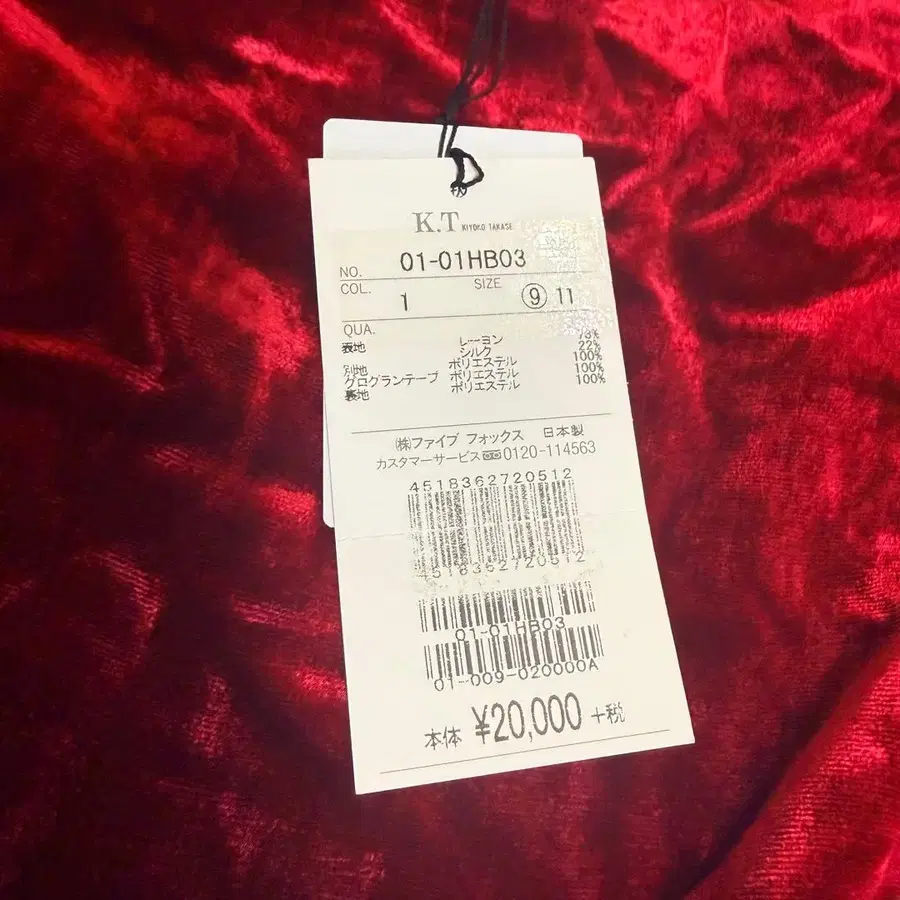 K.T KIYOKO TAKASE
NO. 01-01HB03
COL. 1 SIZE ⑨ 11
QUA.
表地 レーヨン 78%
シルク 22%
別地 ポリエステル 100%
グログランテープ ポリエステル 100%
裏地 ポリエステル 100%
㈱ファイブ フォックス 日本製
カスタマーサービス 0120-114563
4518362720512
4518362720512
01-01HB03
01-009-020000A
本体 ¥20,000 +税